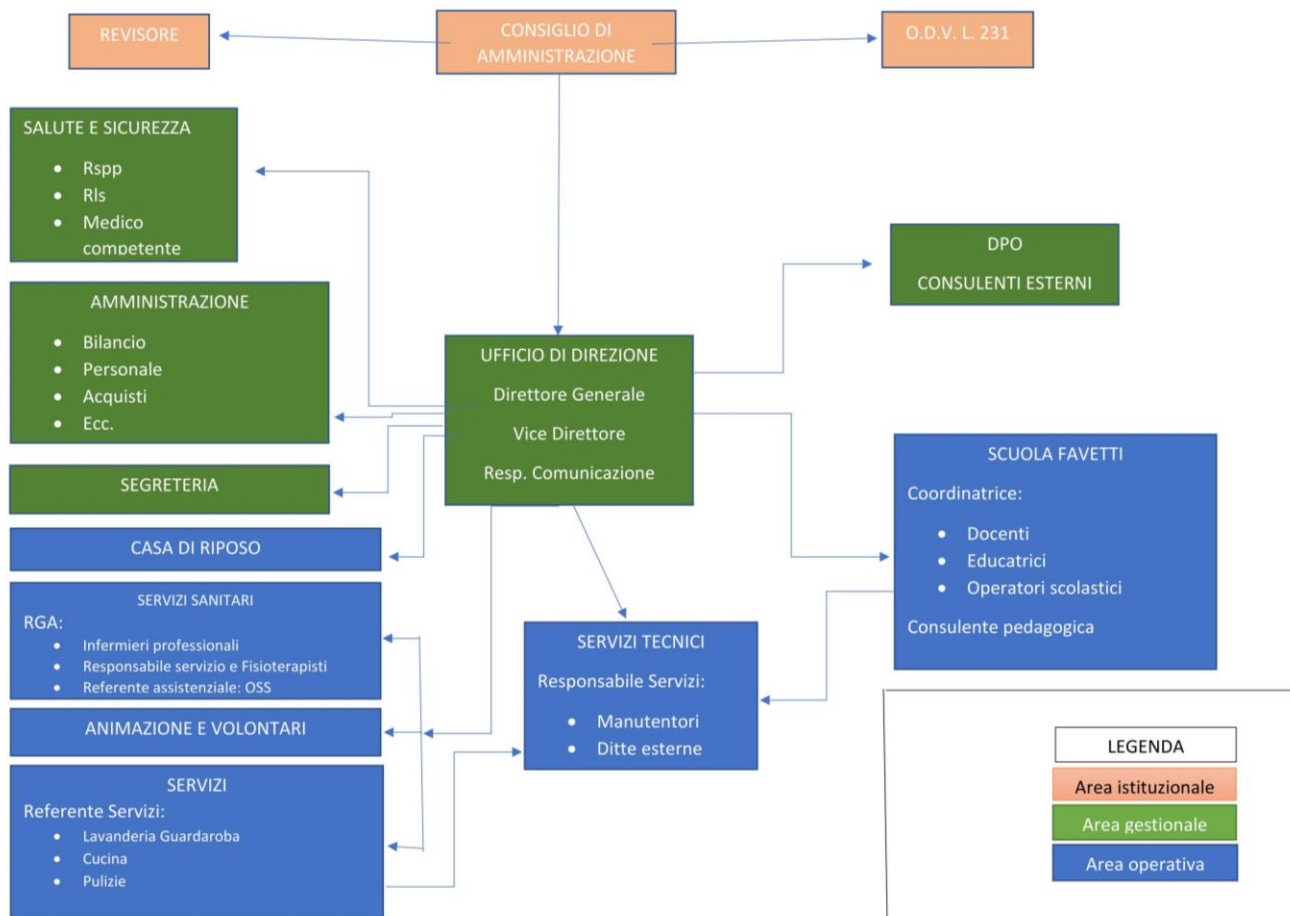 REVISORE
CONSIGLIO DI
AMMINISTRAZIONE
O.D.V. L. 231
SALUTE E SICUREZZA
• Rspp
• Rls
• Medico
competente
DPO
CONSULENTI ESTERNI
AMMINISTRAZIONE
• Bilancio
• Personale
• Acquisti
• Ecc.
UFFICIO DI DIREZIONE
Direttore Generale
Vice Direttore
Resp. Comunicazione
SEGRETERIA
CASA DI RIPOSO
SERVIZI SANITARI
RGA:
• Infermieri professionali
• Responsabile servizio e Fisioterapisti
• Referente assistenziale: OSS
ANIMAZIONE E VOLONTARI
SERVIZI
Referente Servizi:
• Lavanderia Guardaroba
• Cucina
• Pulizie
SERVIZI TECNICI
Responsabile Servizi:
• Manutentori
• Ditte esterne
SCUOLA FAVETTI
Coordinatrice:
• Docenti
• Educatrici
• Operatori scolastici
Consulente pedagogica
LEGENDA
Area istituzionale
Area gestionale
Area operativa